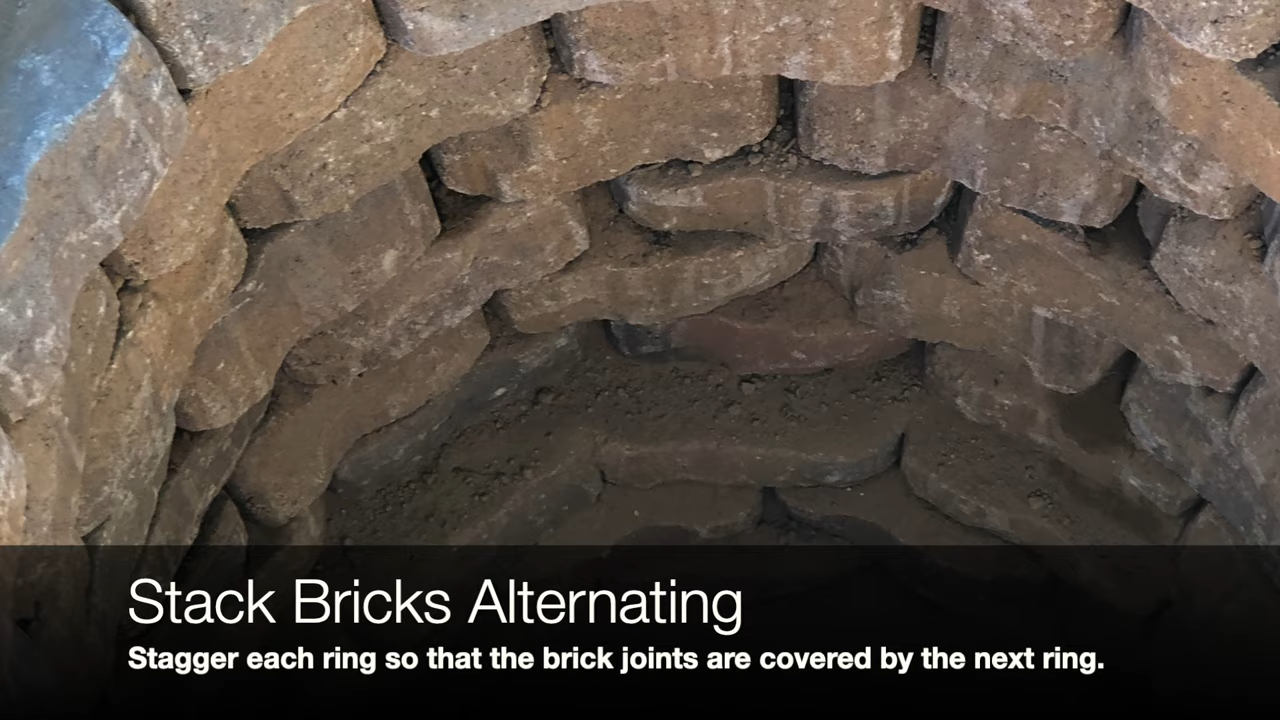 Stack Bricks Alternating
Stagger each ring so that the brick joints are covered by the next ring.